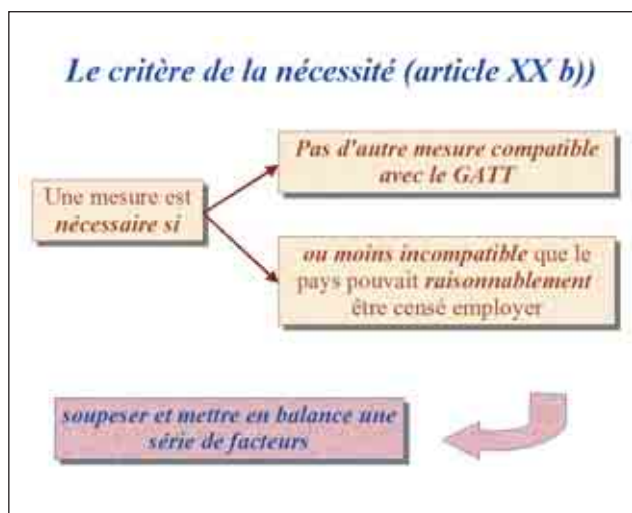 Le critère de la nécessité (article XX b))
Pas d'autre mesure compatible
avec le GATT
Une mesure est
nécessaire si
ou moins incompatible que le
pays pouvait raisonnablement
être censé employer
soupeser et mettre en balance une
série de facteurs